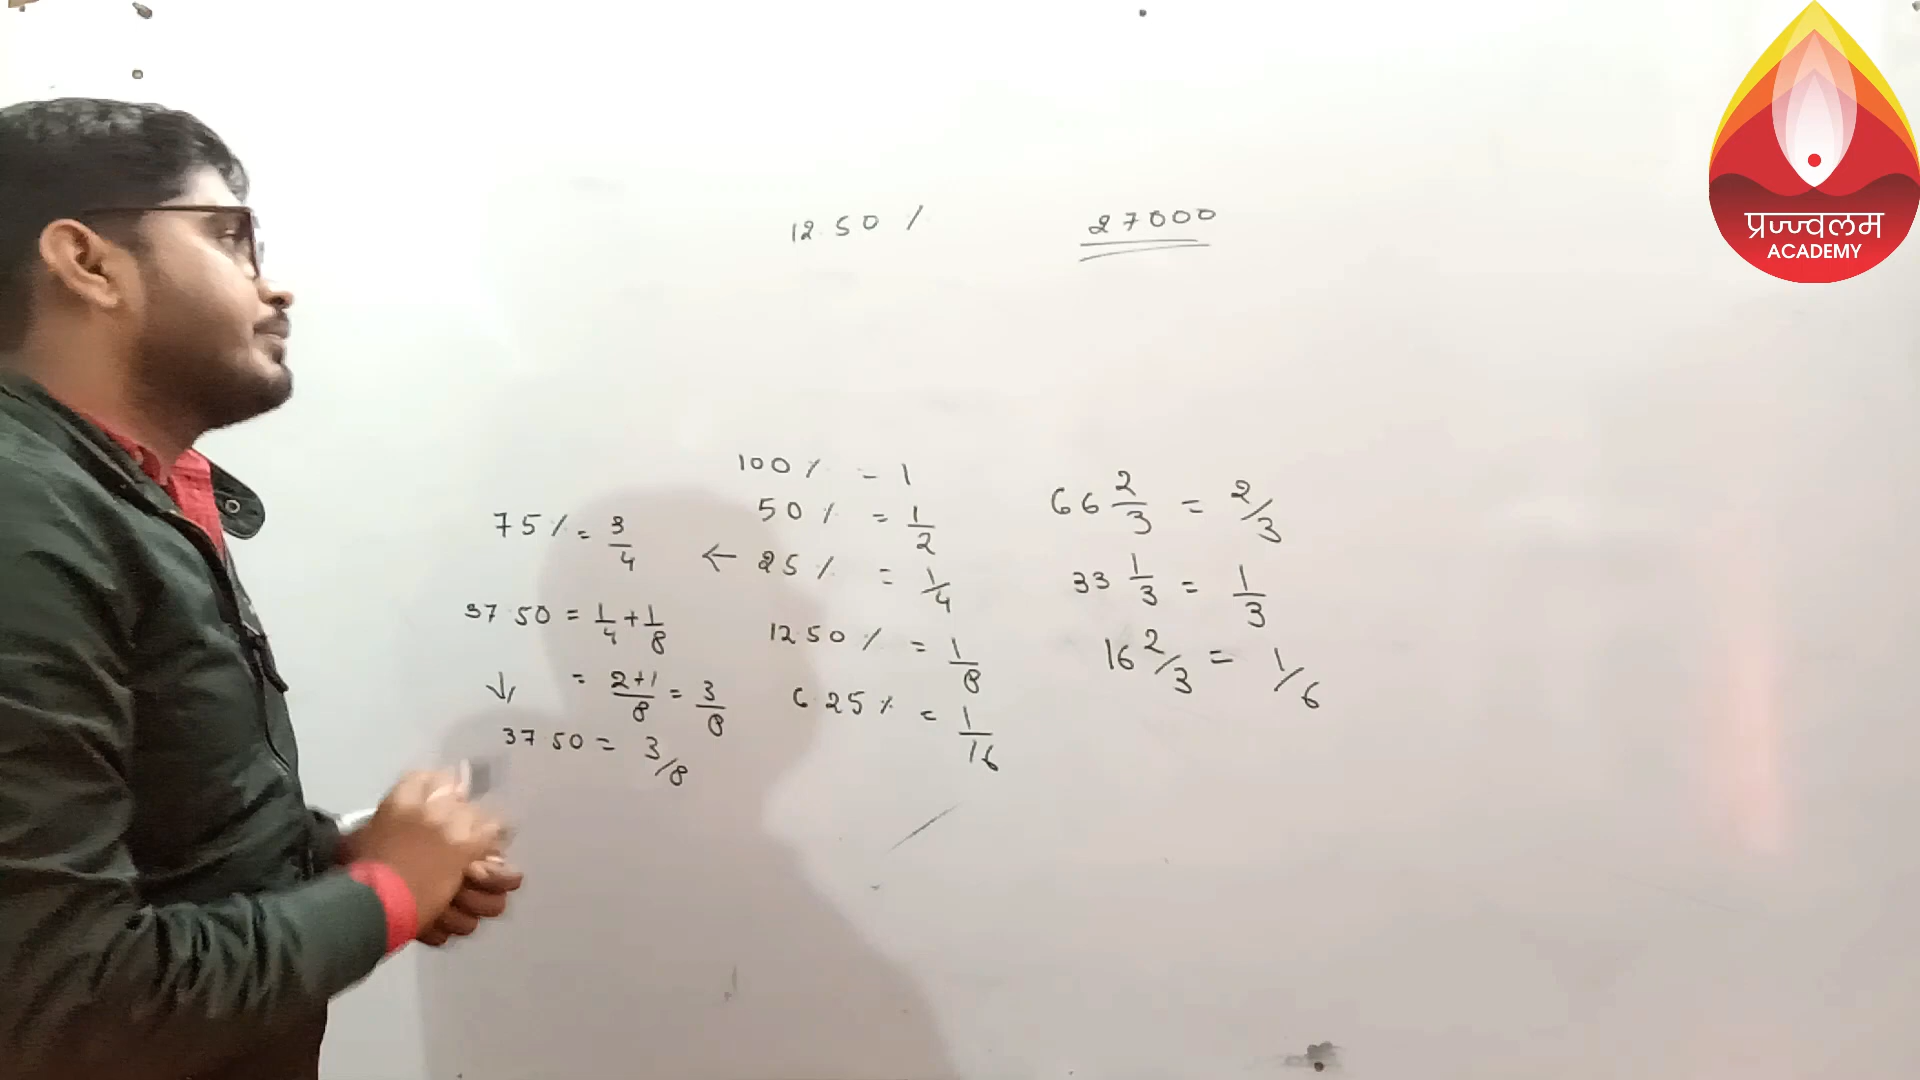 12.50 % 27000
100% = 1
50% = 1/2
← 25% = 1/4
12.50% = 1/8
6.25% = 1/16
75% = 3/4
37.50 = 1/4 + 1/8
= 2+1/8 = 3/8
37.50 = 3/8
66 2/3 = 2/3
33 1/3 = 1/3
16 2/3 = 1/6
प्रज्ज्वलम
ACADEMY